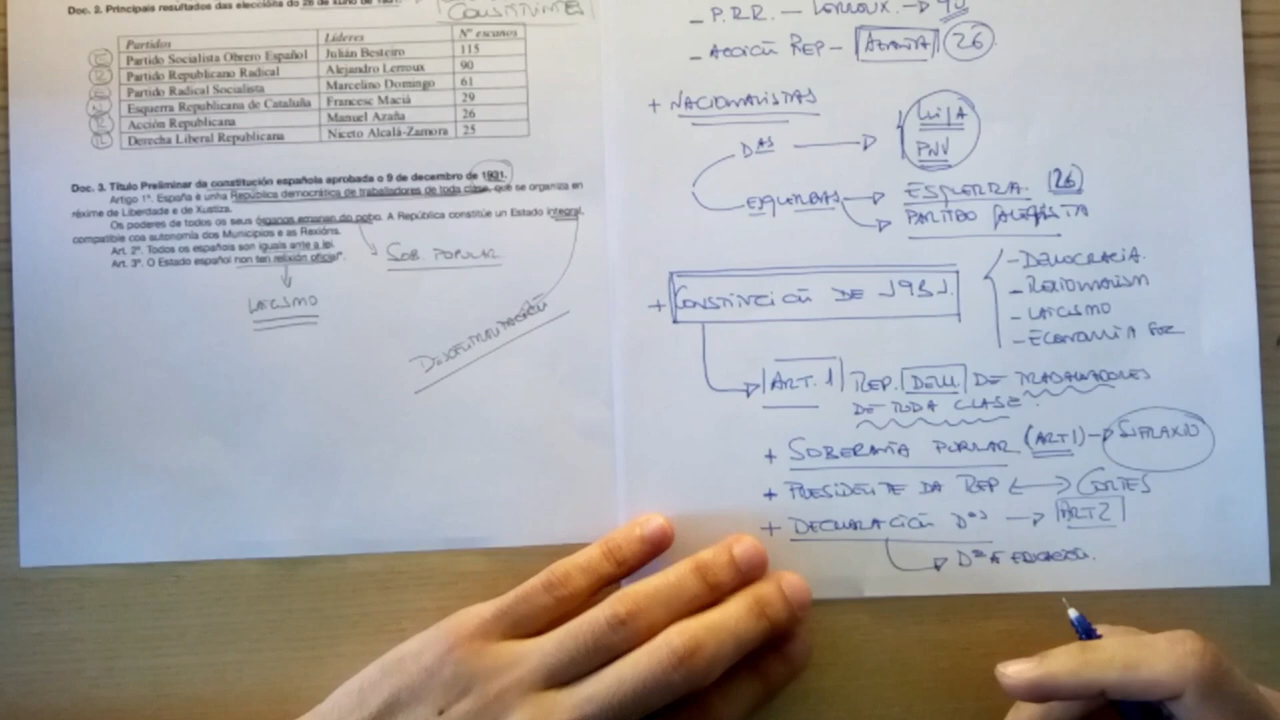 Doc. 2. Principais resultados das eleccións do 28 de xuño de 1931.
CONSTITUINTES
Partidos Líderes Nº escanos
Partido Socialista Obrero Español Julián Besteiro 115
Partido Republicano Radical Alejandro Lerroux 90
Partido Radical Socialista Marcelino Domingo 61
Esquerra Republicana de Cataluña Francesc Macià 29
Acción Republicana Manuel Azaña 26
Derecha Liberal Republicana Niceto Alcalá-Zamora 25
Doc. 3. Título Preliminar da constitución española aprobada o 9 de decembro de 1931.
Artigo 1º. España é unha República democrática de traballadores de toda clase, que se organiza en
réxime de Liberdade e de Xustiza.
Os poderes de todos os seus órganos emanan do pobo. A República constitúe un Estado integral,
compatible coa autonomía dos Municipios e as Rexións.
Art. 2º. Todos os españois son iguais ante a lei.
Art. 3º. O Estado español non ten relixión oficial".
SOB. POPULAR
LAICISMO
- P.R.R. - LERROUX. → 90
- ACCIÓN REP - AZAÑA 26
+ NACIONALISTAS
DAS → LLIGA
PNV
ESQUERDAS → ESQUERRA. 26
→ PARTIDO GALEGUISTA
+ CONSTITUCIÓN DE 1931.
- DEMOCRACIA.
- REXIONALISM
- LAICISMO
- ECONOMÍA
ART. 1 REP. DEM. DE TRABALLADORES
DE TODA CLASE.
+ SOBERANÍA POPULAR (ART 1) → SUFRAXIO
+ PRESIDENTE DA REP ↔ CORTES
+ DECLARACIÓN Dos → ART 2
→ Dº A EDUCACIÓN.